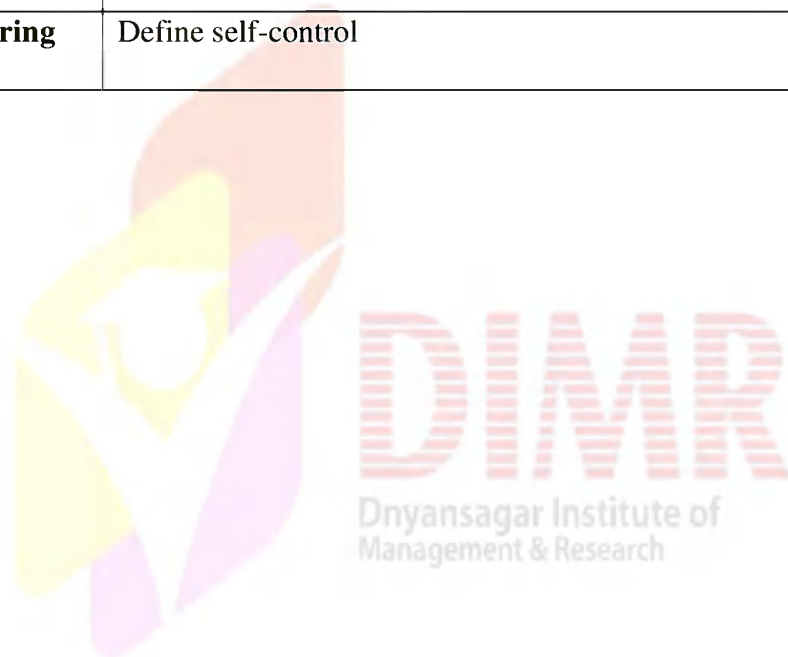 ring Define self-control
DIMR
Dnyansagar Institute of
Management & Research